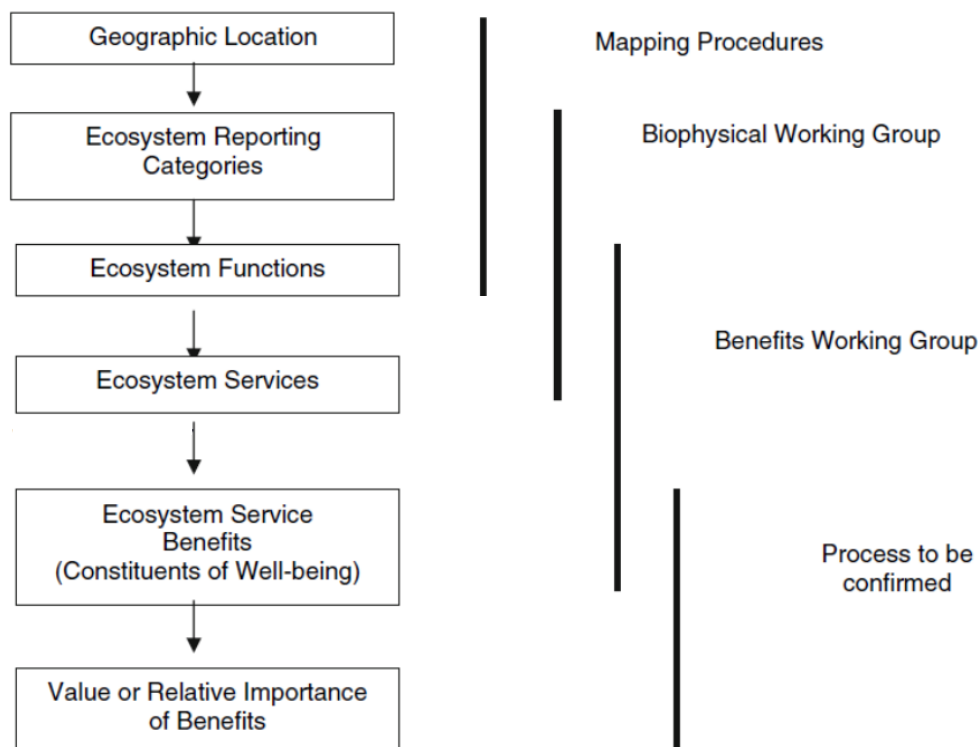 Geographic Location
Mapping Procedures
Ecosystem Reporting
Categories
Biophysical Working Group
Ecosystem Functions
Benefits Working Group
Ecosystem Services
Ecosystem Service
Benefits
(Constituents of Well-being)
Process to be
confirmed
Value or Relative Importance
of Benefits